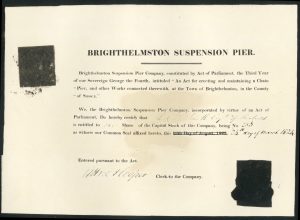 BRIGHTHELMSTON SUSPENSION PIER.
Brighthelmston Suspension Pier Company, constituted by Act of Parliament, the Third Year
of our Sovereign George the Fourth, intituled "An Act for erecting and maintaining a Chain
"Pier, and other Works connected therewith, at the Town of Brighthelmston, in the County
"of Sussex."
We, the Brighthelmston Suspension Pier Company, incorporated by virtue of an Act of
Parliament, Do hereby certify that
is entitled to Share of the Capital Stock of the Company, being No.
as witness our Common Seal affixed hereto, this
Entered pursuant to the Act.
Clerk to the Company.